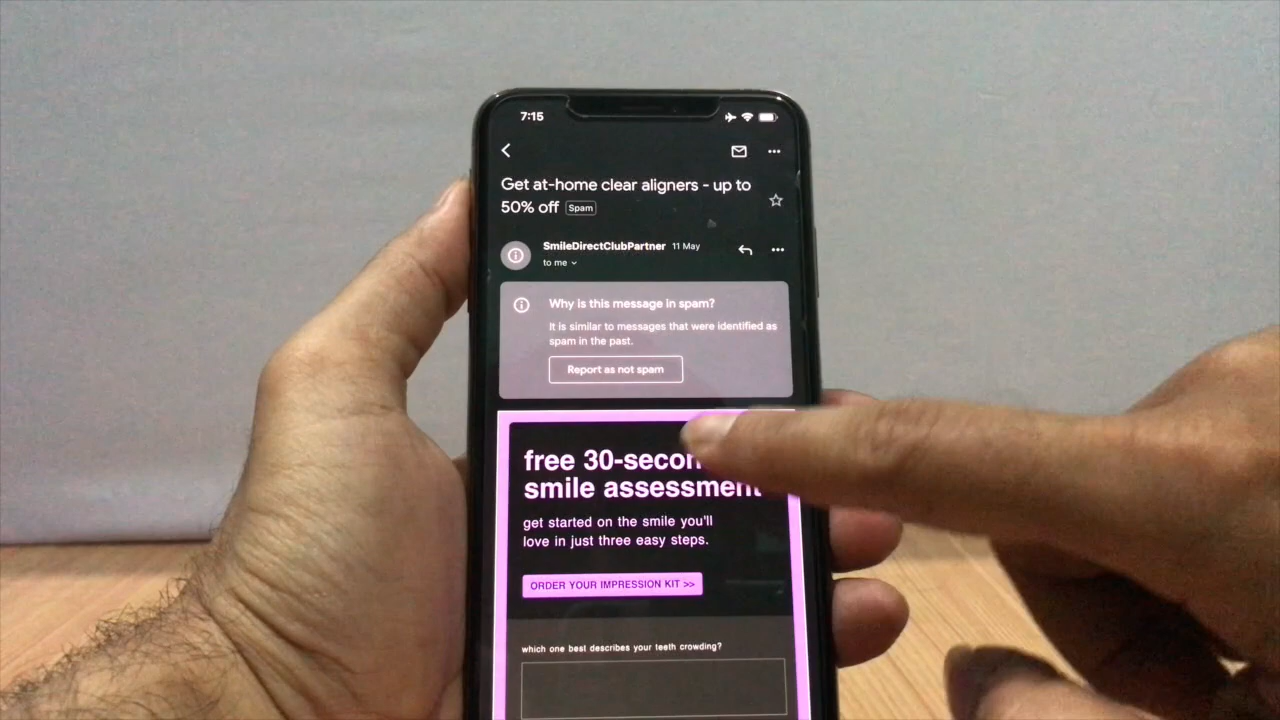 7:15
Get at-home clear aligners - up to
50% off Spam
SmileDirectClubPartner 11 May
to me
Why is this message in spam?
It is similar to messages that were identified as
spam in the past.
Report as not spam
free 30-secon
smile assessment
get started on the smile you'll
love in just three easy steps.
ORDER YOUR IMPRESSION KIT >>
which one best describes your teeth crowding?